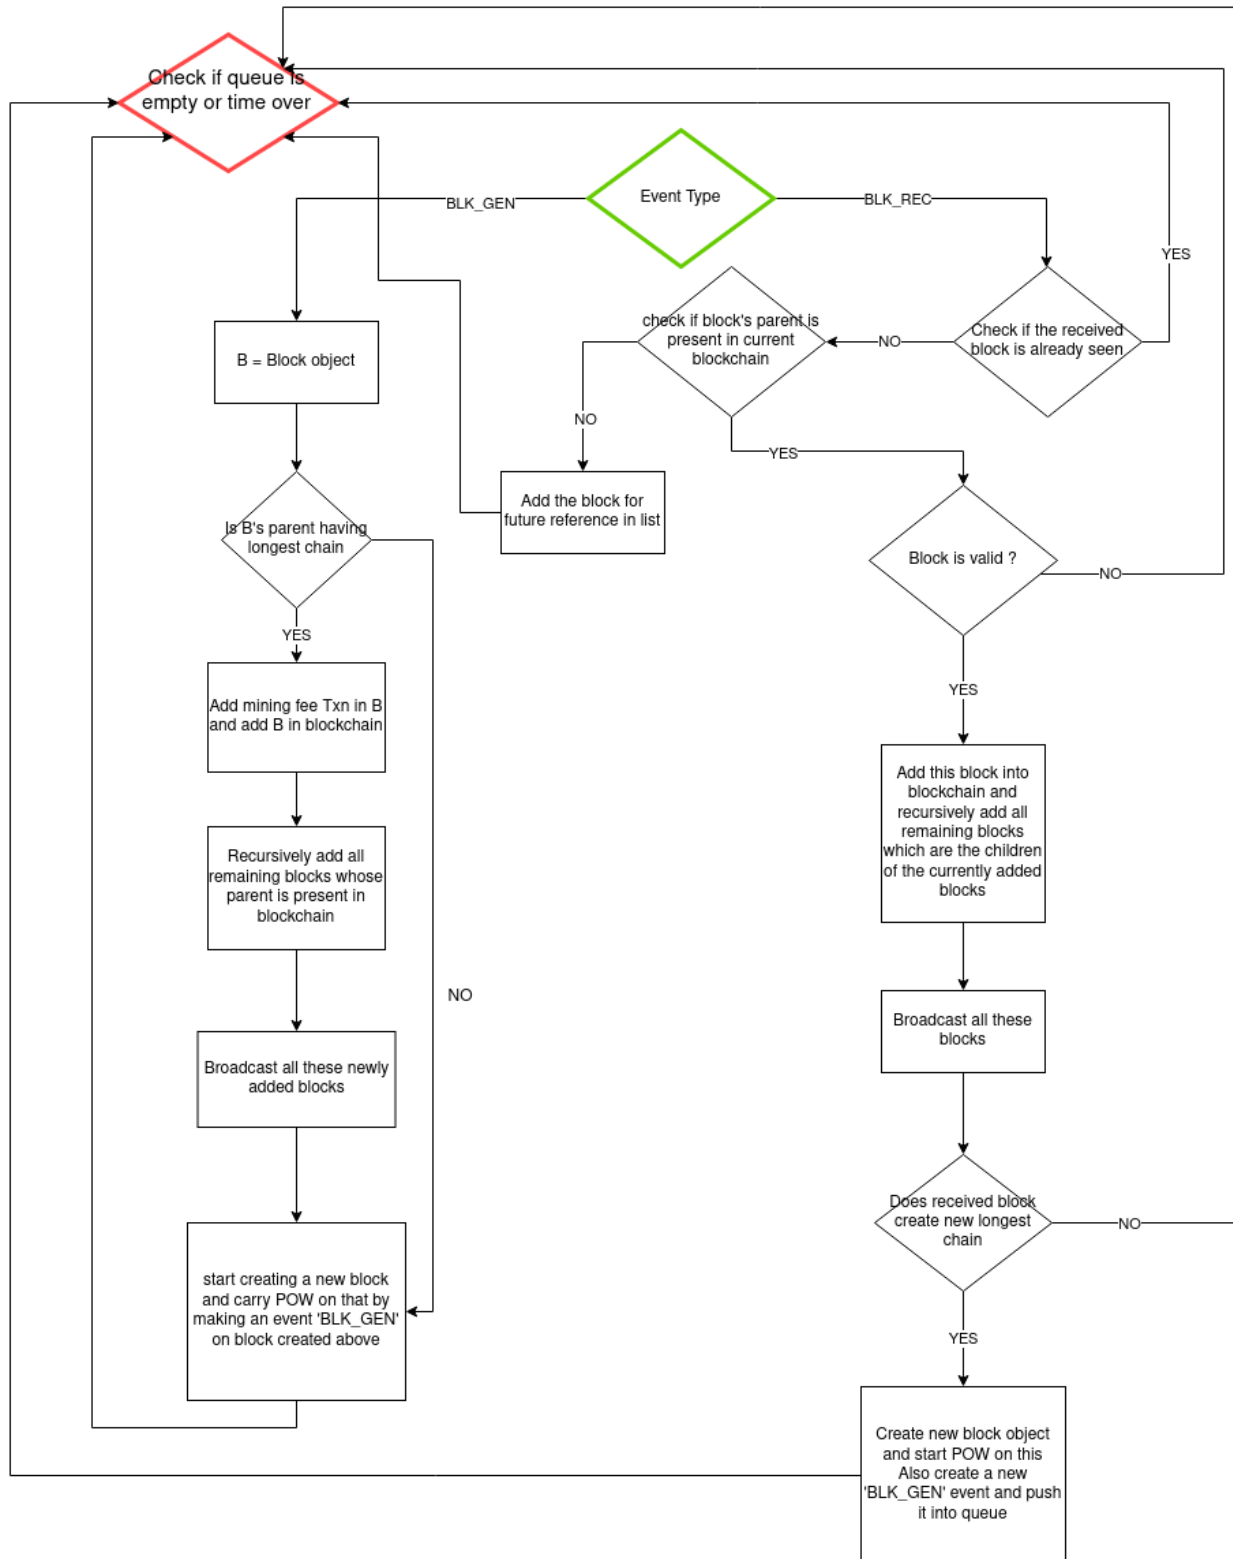 Check if queue is
empty or time over
Event Type
BLK_GEN
BLK_REC
YES
check if block's parent is
present in current
blockchain
NO
Check if the received
block is already seen
B = Block object
NO
YES
Add the block for
future reference in list
Is B's parent having
longest chain
Block is valid ?
NO
YES
YES
Add mining fee Txn in B
and add B in blockchain
Add this block into
blockchain and
recursively add all
remaining blocks
which are the children
of the currently added
blocks
Recursively add all
remaining blocks whose
parent is present in
blockchain
NO
Broadcast all these
blocks
Broadcast all these newly
added blocks
Does received block
create new longest
chain
NO
start creating a new block
and carry POW on that by
making an event 'BLK_GEN'
on block created above
YES
Create new block object
and start POW on this
Also create a new
'BLK_GEN' event and push
it into queue